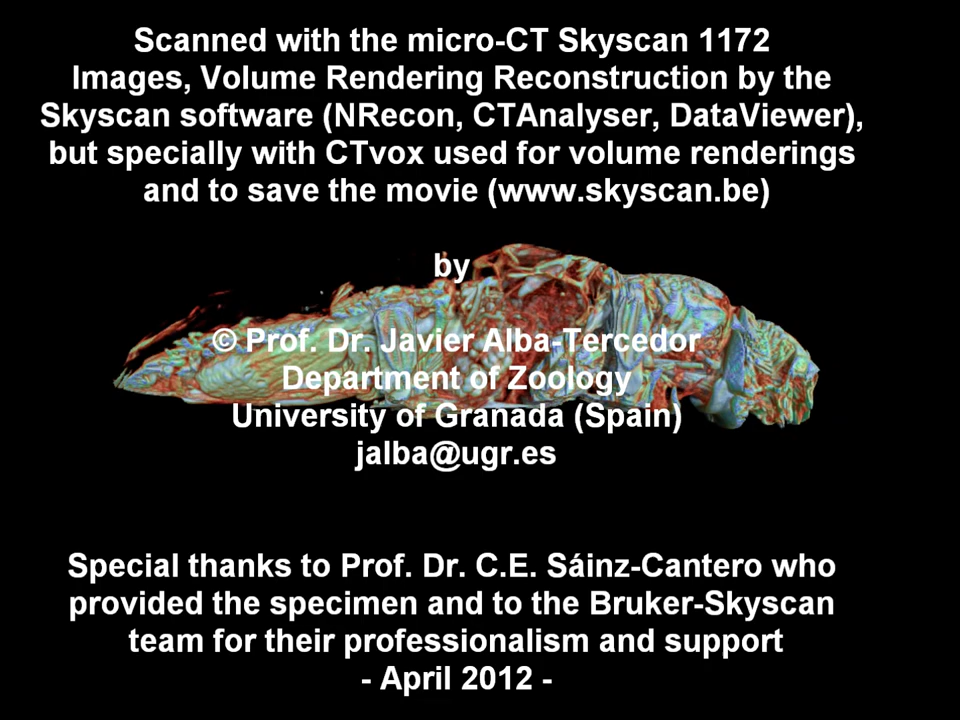 Scanned with the micro-CT Skyscan 1172
Images, Volume Rendering Reconstruction by the
Skyscan software (NRecon, CTAnalyser, DataViewer),
but specially with CTvox used for volume renderings
and to save the movie (www.skyscan.be)
by
© Prof. Dr. Javier Alba-Tercedor
Department of Zoology
University of Granada (Spain)
jalba@ugr.es
Special thanks to Prof. Dr. C.E. Sáinz-Cantero who
provided the specimen and to the Bruker-Skyscan
team for their professionalism and support
- April 2012 -